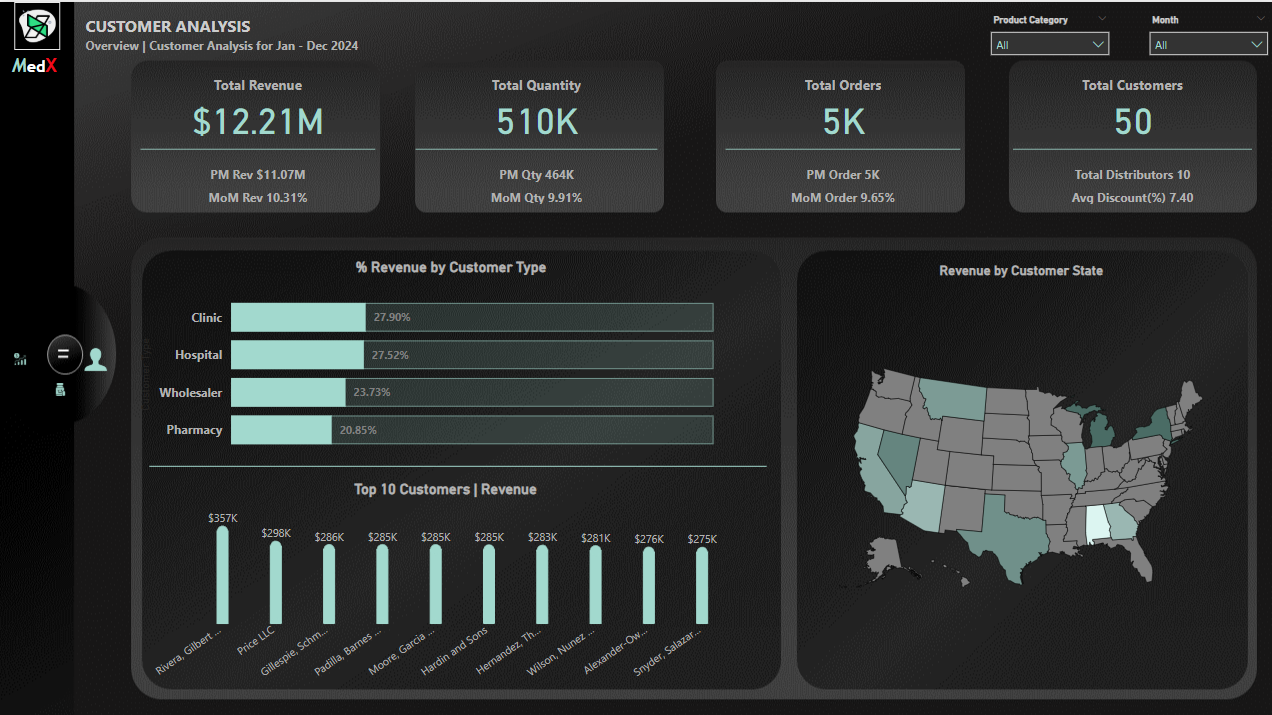 MedX
CUSTOMER ANALYSIS
Overview | Customer Analysis for Jan - Dec 2024
Product Category
All
Month
All
Total Revenue
$12.21M
PM Rev $11.07M
MoM Rev 10.31%
Total Quantity
510K
PM Qty 464K
MoM Qty 9.91%
Total Orders
5K
PM Order 5K
MoM Order 9.65%
Total Customers
50
Total Distributors 10
Avg Discount(%) 7.40
% Revenue by Customer Type
Customer Type
Clinic
27.90%
Hospital
27.52%
Wholesaler
23.73%
Pharmacy
20.85%
Top 10 Customers | Revenue
$357K
$298K
$286K
$285K
$285K
$285K
$283K
$281K
$276K
$275K
Rivera, Gilbert ...
Price LLC
Gillespie, Schm...
Padilla, Barnes ...
Moore, Garcia ...
Hardin and Sons
Hernandez, Th...
Wilson, Nunez ...
Alexander-Ow...
Snyder, Salazar...
Revenue by Customer State